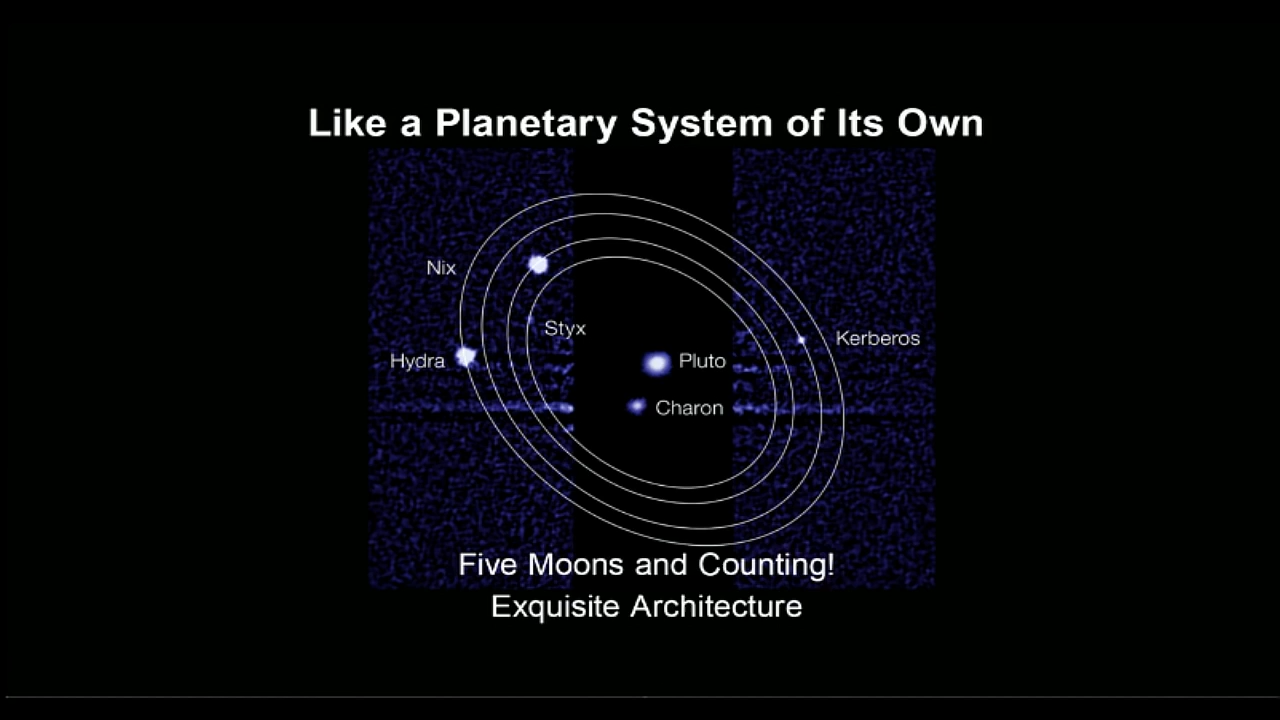 Like a Planetary System of Its Own
Nix
Styx
Kerberos
Hydra
Pluto
Charon
Five Moons and Counting!
Exquisite Architecture